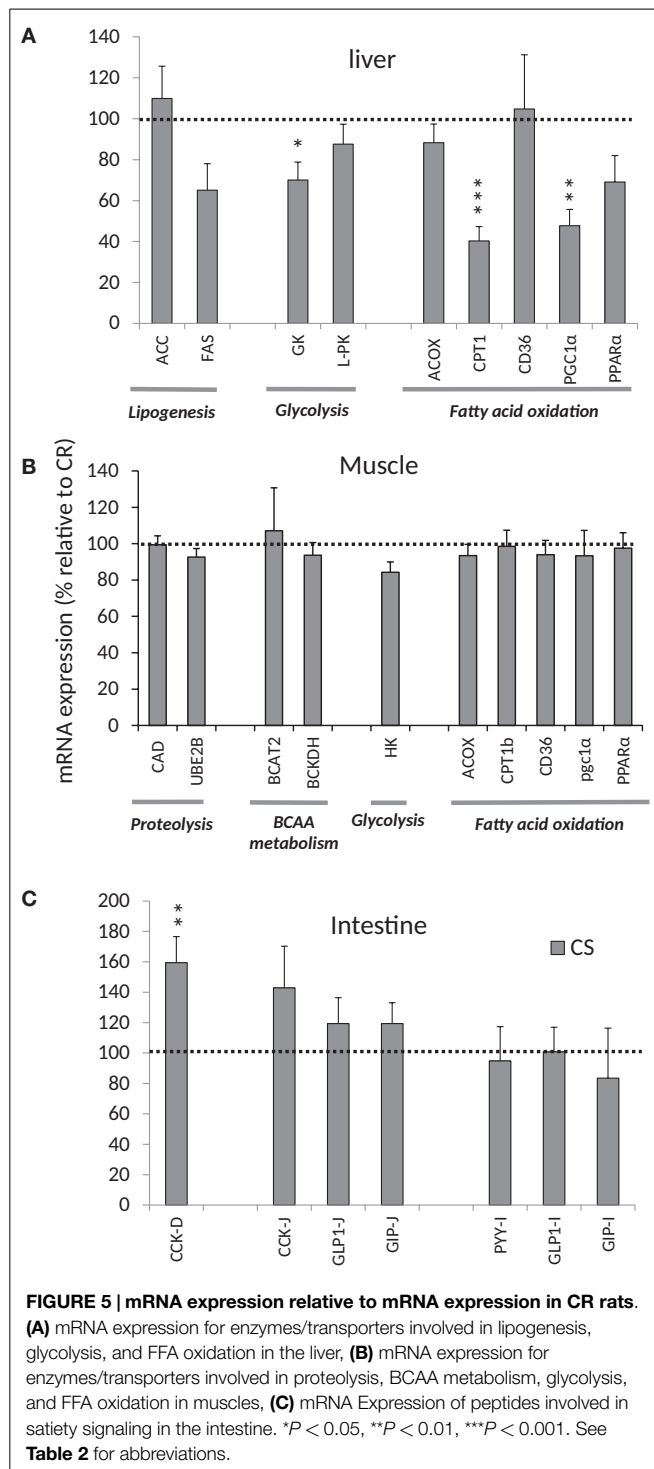 A
liver
140
120
100
80
60
40
20
0
*
***
**
ACC
FAS
GK
L-PK
ACOX
CPT1
CD36
PGC1α
PPARα
Lipogenesis
Glycolysis
Fatty acid oxidation
mRNA expression (% relative to CR)
B
Muscle
140
120
100
80
60
40
20
0
CAD
UBE2B
BCAT2
BCKDH
HK
ACOX
CPT1b
CD36
pgc1α
PPARα
Proteolysis
BCAA
metabolism
Glycolysis
Fatty acid oxidation
C
Intestine
CS
200
180
160
140
120
100
80
60
40
20
0
**
CCK-D
CCK-J
GLP1-J
GIP-J
PYY-I
GLP1-I
GIP-I
FIGURE 5 | mRNA expression relative to mRNA expression in CR rats.
(A) mRNA expression for enzymes/transporters involved in lipogenesis,
glycolysis, and FFA oxidation in the liver, (B) mRNA expression for
enzymes/transporters involved in proteolysis, BCAA metabolism, glycolysis,
and FFA oxidation in muscles, (C) mRNA Expression of peptides involved in
satiety signaling in the intestine. *P < 0.05, **P < 0.01, ***P < 0.001. See
Table 2 for abbreviations.